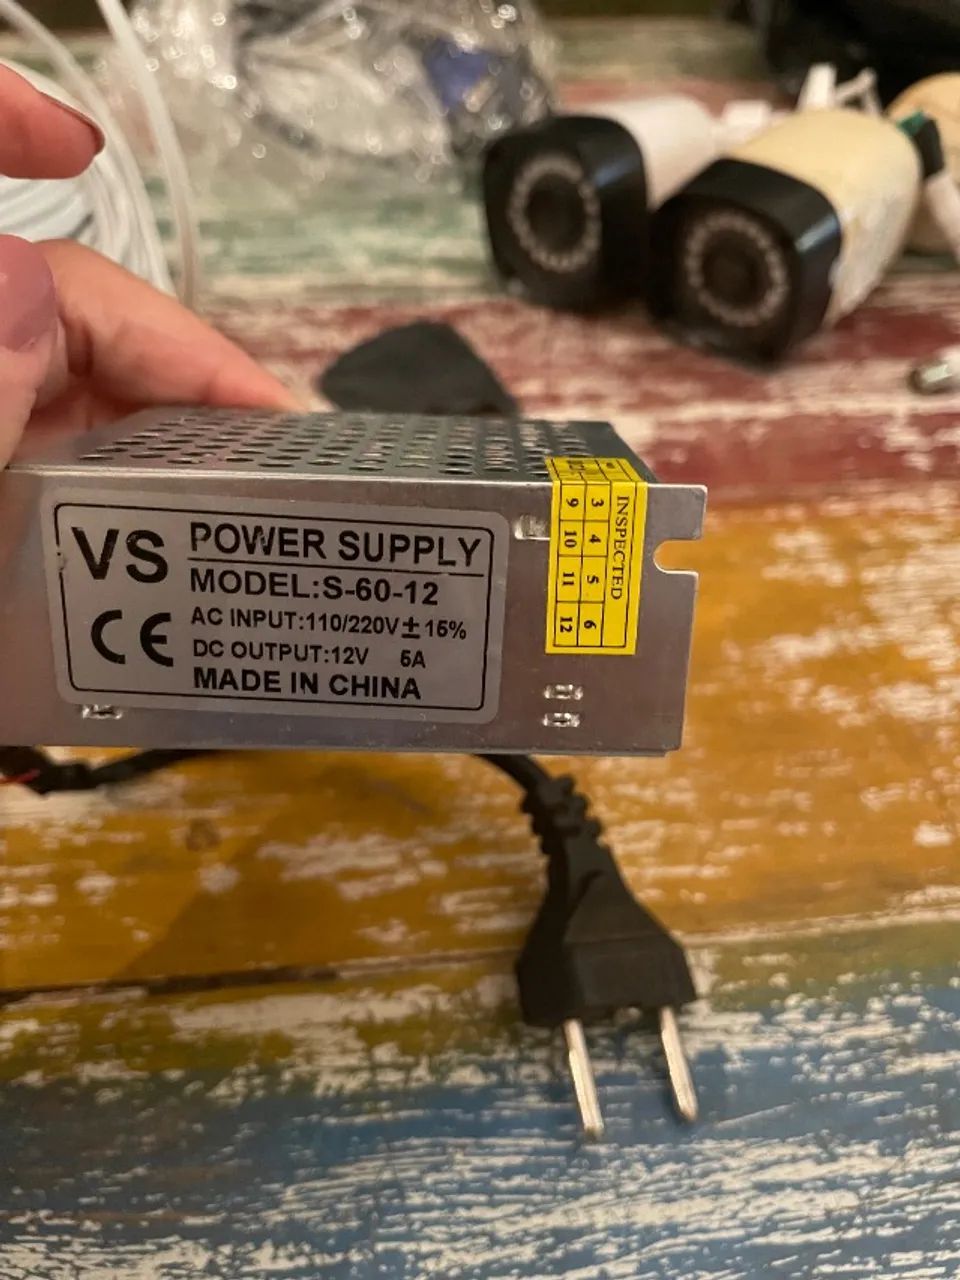 VS
POWER SUPPLY
MODEL:S-60-12
CE
AC INPUT:110/220V±15%
DC OUTPUT:12V 5A
MADE IN CHINA
INSPECTED
3 4 5 6
9 10 11 12